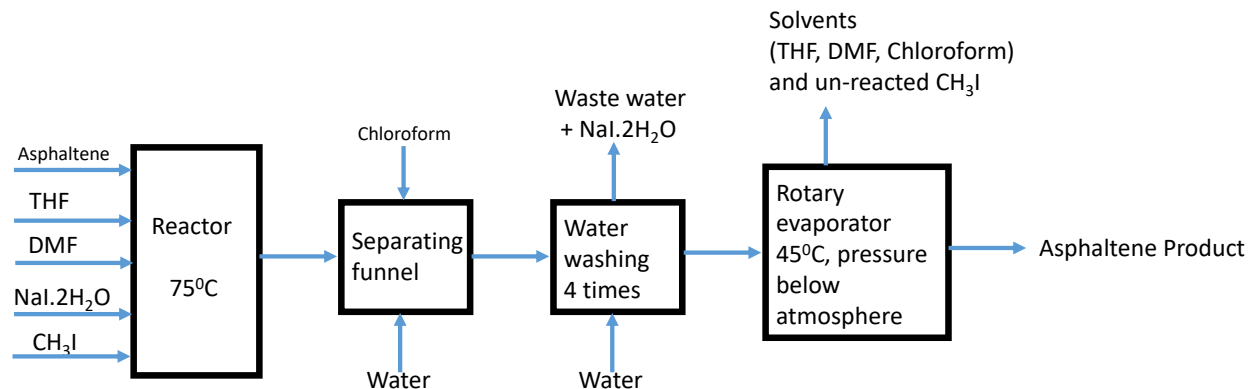 Asphaltene
THF
DMF
NaI.2H₂O
CH₃I
Reactor
75⁰C
Chloroform
Separating
funnel
Water
Waste water
+ NaI.2H₂O
Water
washing
4 times
Water
Solvents
(THF, DMF, Chloroform)
and un-reacted CH₃I
Rotary
evaporator
45⁰C, pressure
below
atmosphere
Asphaltene Product